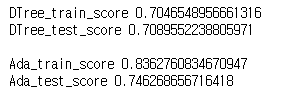 DTree_train_score 0.7046548956661316
DTree_test_score 0.7089552238805971
Ada_train_score 0.8362760834670947
Ada_test_score 0.746268656716418